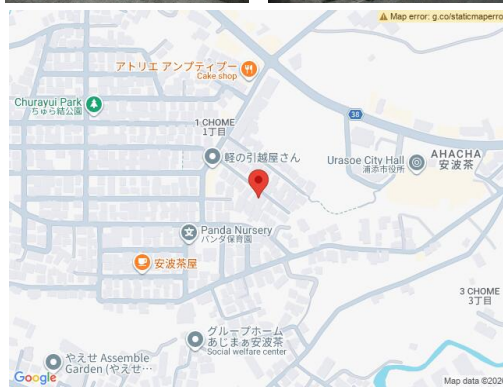 Map error: g.co/staticmaperro
アトリエ アンプティプー
Cake shop
Churayui Park
ちゅら結公園
1 CHOME
1丁目
38
軽の引越屋さん
Urasoe City Hall
浦添市役所
AHACHA
安波茶
Panda Nursery
パンダ保育園
安波茶屋
3 CHOME
3丁目
グループホーム
あじまぁ安波茶
Social welfare center
やえせ Assemble
Garden (やえせ…
Google
Map data ©202